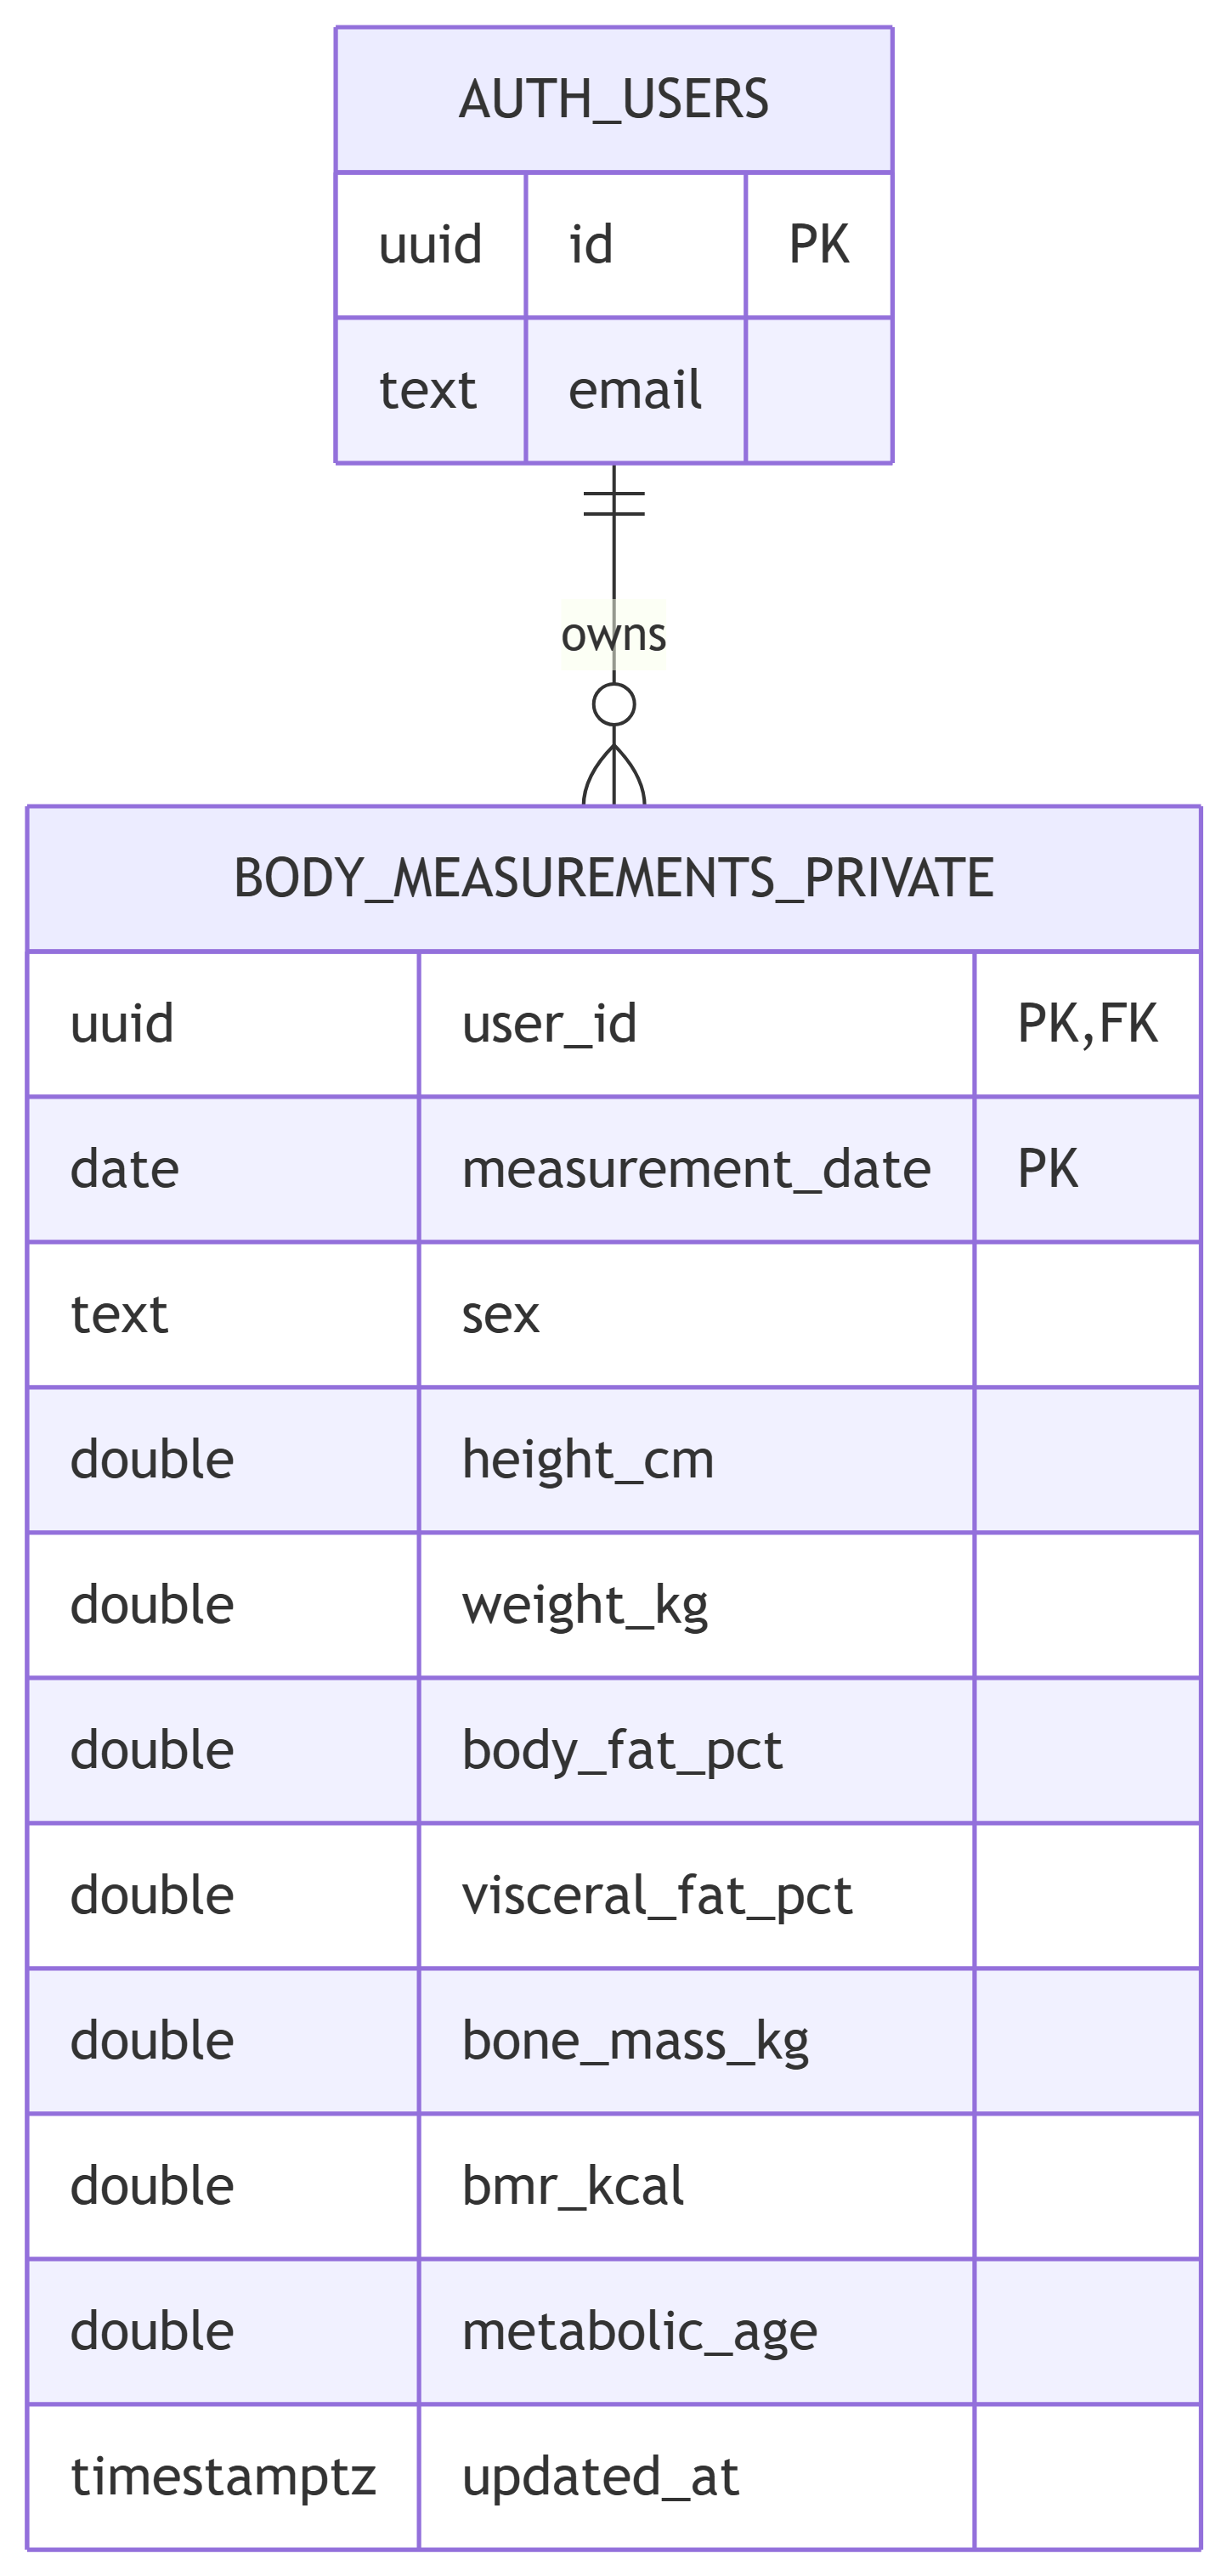 AUTH_USERS
uuid id PK
text email
owns
BODY_MEASUREMENTS_PRIVATE
uuid user_id PK,FK
date measurement_date PK
text sex
double height_cm
double weight_kg
double body_fat_pct
double visceral_fat_pct
double bone_mass_kg
double bmr_kcal
double metabolic_age
timestamptz updated_at